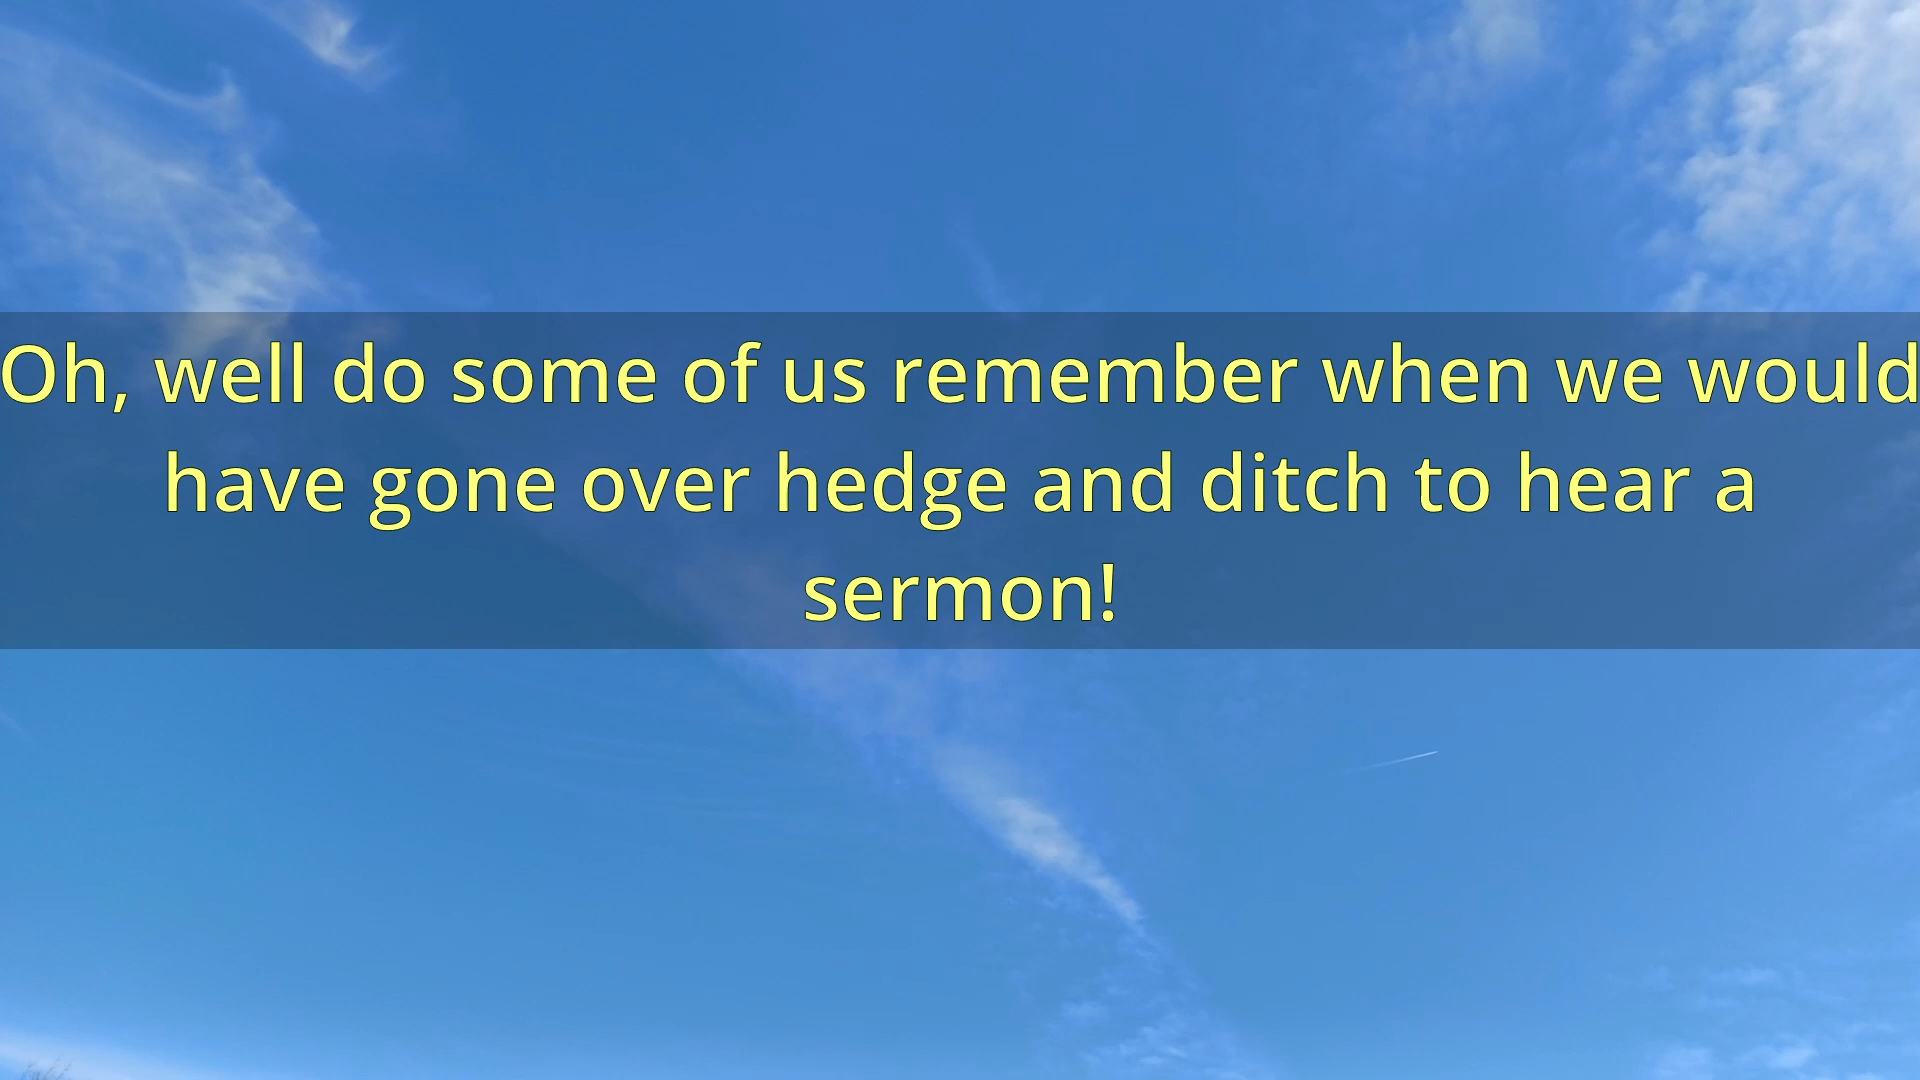 Oh, well do some of us remember when we would
have gone over hedge and ditch to hear a
sermon!